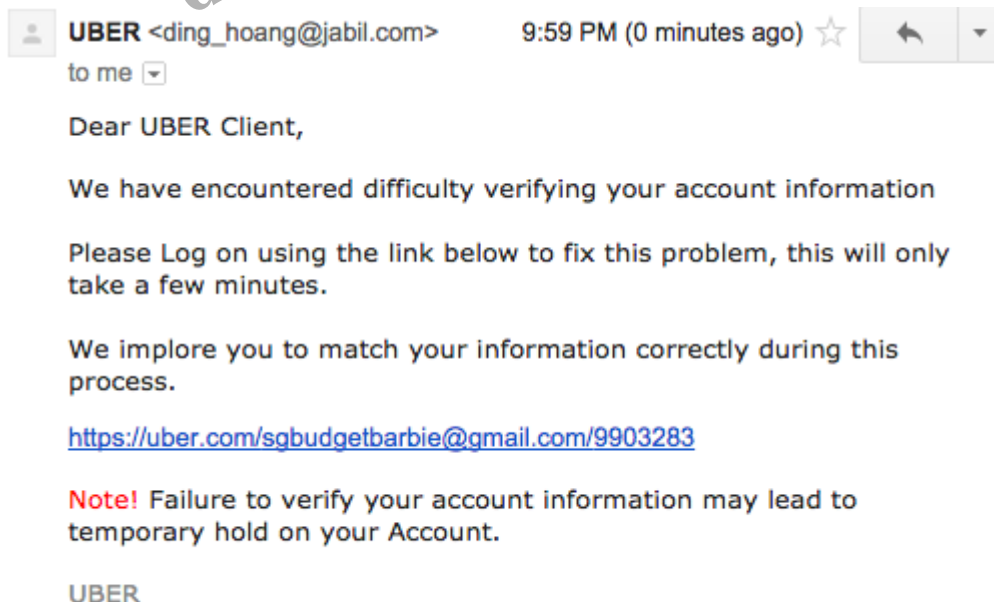 UBER <ding_hoang@jabil.com> 9:59 PM (0 minutes ago)
to me
Dear UBER Client,
We have encountered difficulty verifying your account information
Please Log on using the link below to fix this problem, this will only
take a few minutes.
We implore you to match your information correctly during this
process.
https://uber.com/sgbudgetbarbie@gmail.com/9903283
Note! Failure to verify your account information may lead to
temporary hold on your Account.
UBER